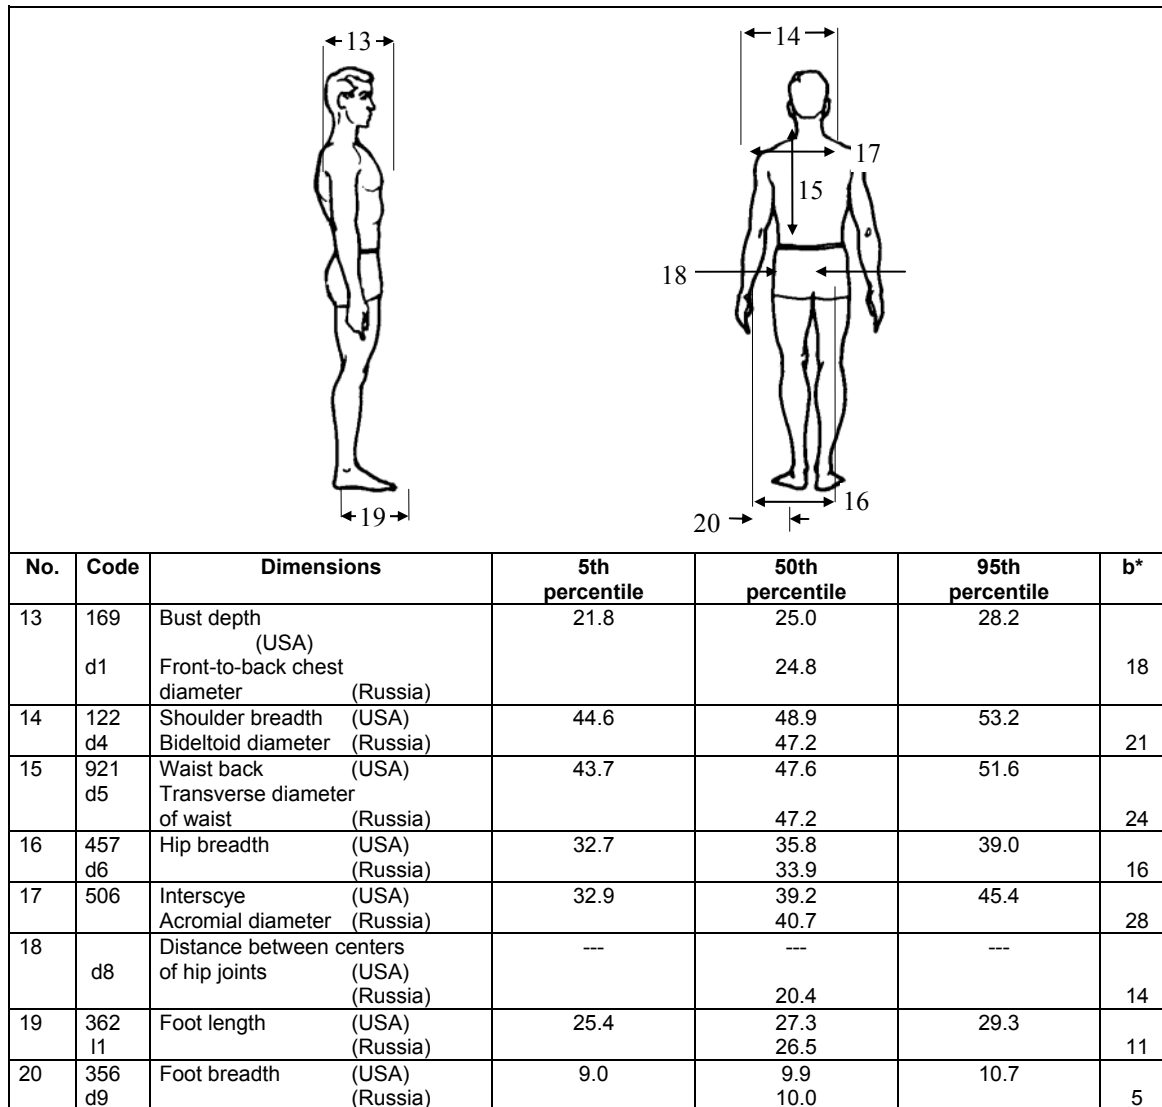 13
14
17
15
18
19
16
20
No. Code Dimensions 5th percentile 50th percentile 95th percentile b*
13 169 Bust depth 21.8 25.0 28.2
(USA)
d1 Front-to-back chest 24.8 18
diameter (Russia)
14 122 Shoulder breadth (USA) 44.6 48.9 53.2
d4 Bideltoid diameter (Russia) 47.2 21
15 921 Waist back (USA) 43.7 47.6 51.6
d5 Transverse diameter
of waist (Russia) 47.2 24
16 457 Hip breadth (USA) 32.7 35.8 39.0
d6 (Russia) 33.9 16
17 506 Interscye (USA) 32.9 39.2 45.4
Acromial diameter (Russia) 40.7 28
18 Distance between centers --- --- ---
d8 of hip joints (USA)
(Russia) 20.4 14
19 362 Foot length (USA) 25.4 27.3 29.3
l1 (Russia) 26.5 11
20 356 Foot breadth (USA) 9.0 9.9 10.7
d9 (Russia) 10.0 5